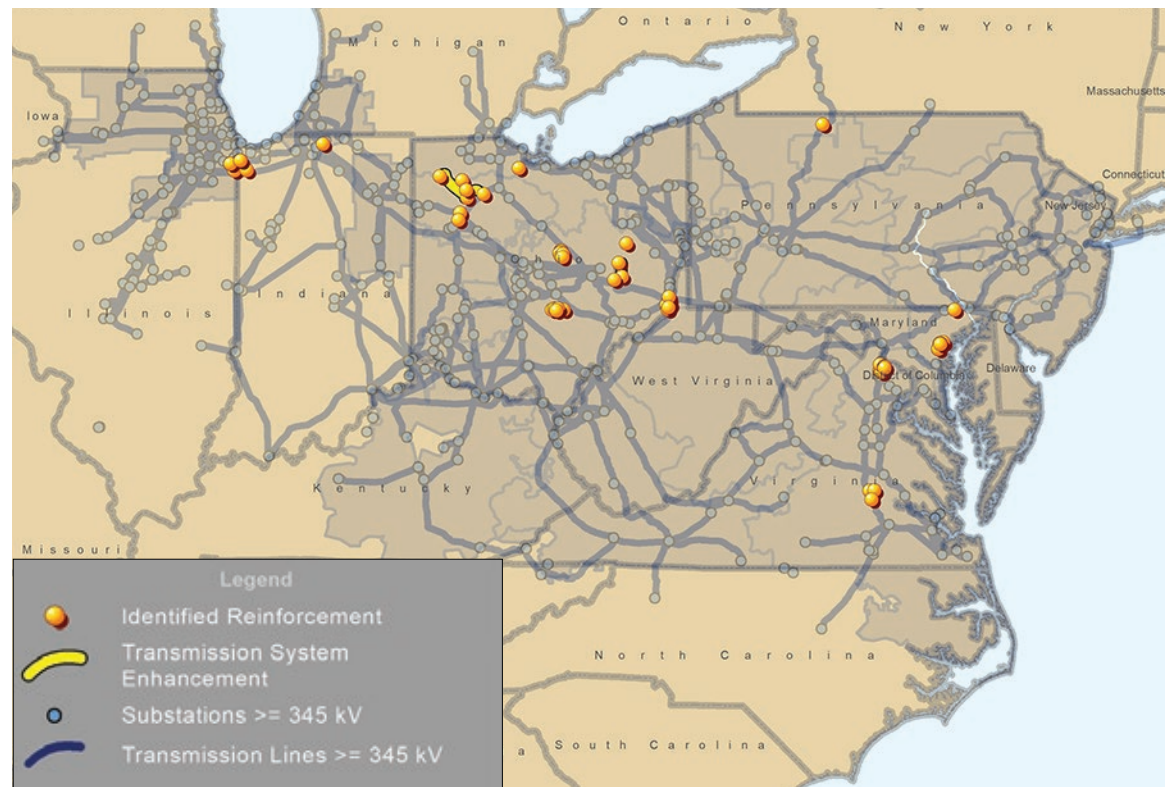 Ontario
New York
Michigan
Massachusetts
Iowa
Connecticut
Pennsylvania
New Jersey
Ohio
Indiana
Illinois
Maryland
District of Columbia
Delaware
West Virginia
Virginia
Kentucky
Missouri
North Carolina
South Carolina
a
Legend
Identified Reinforcement
Transmission System
Enhancement
Substations >= 345 kV
Transmission Lines >= 345 kV